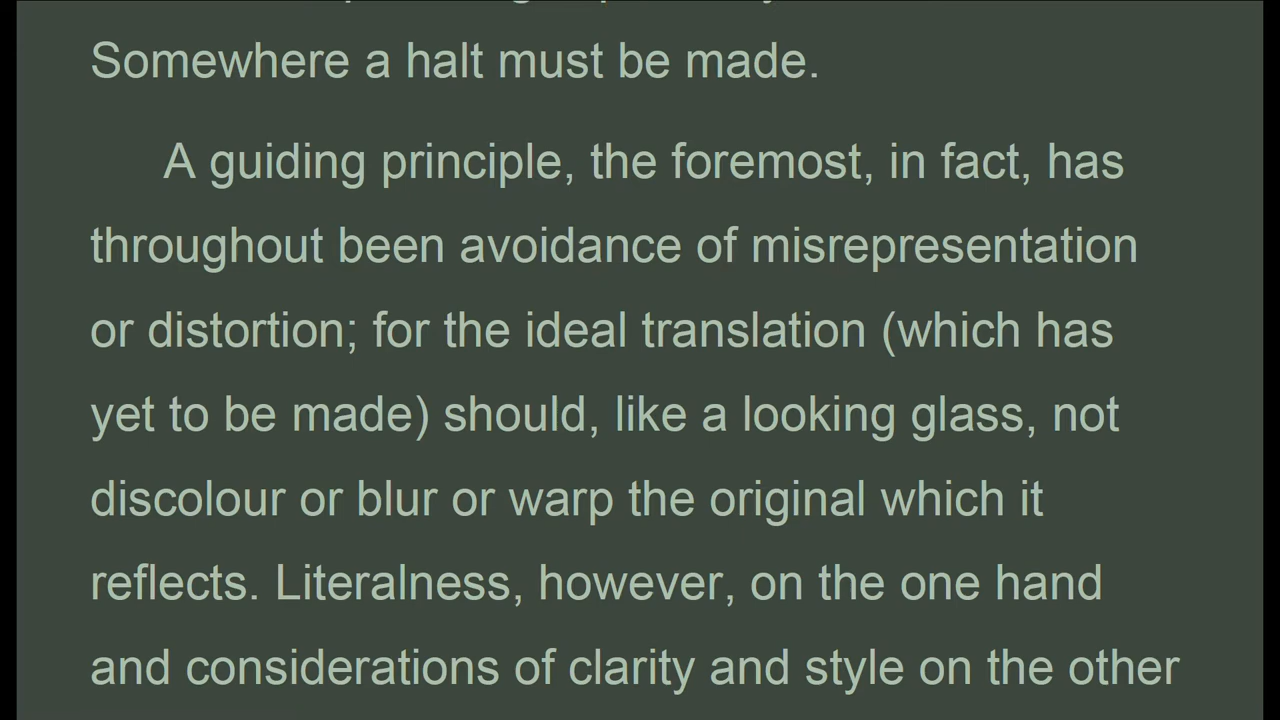 Somewhere a halt must be made.
A guiding principle, the foremost, in fact, has
throughout been avoidance of misrepresentation
or distortion; for the ideal translation (which has
yet to be made) should, like a looking glass, not
discolour or blur or warp the original which it
reflects. Literalness, however, on the one hand
and considerations of clarity and style on the other